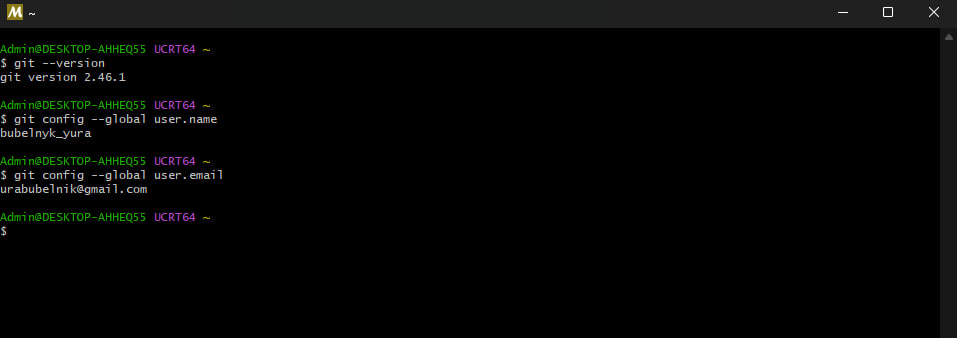 M ~
Admin@DESKTOP-AHHEQ55 UCRT64 ~
$ git --version
git version 2.46.1
Admin@DESKTOP-AHHEQ55 UCRT64 ~
$ git config --global user.name
bubelnyk_yura
Admin@DESKTOP-AHHEQ55 UCRT64 ~
$ git config --global user.email
urabubelnik@gmail.com
Admin@DESKTOP-AHHEQ55 UCRT64 ~
$